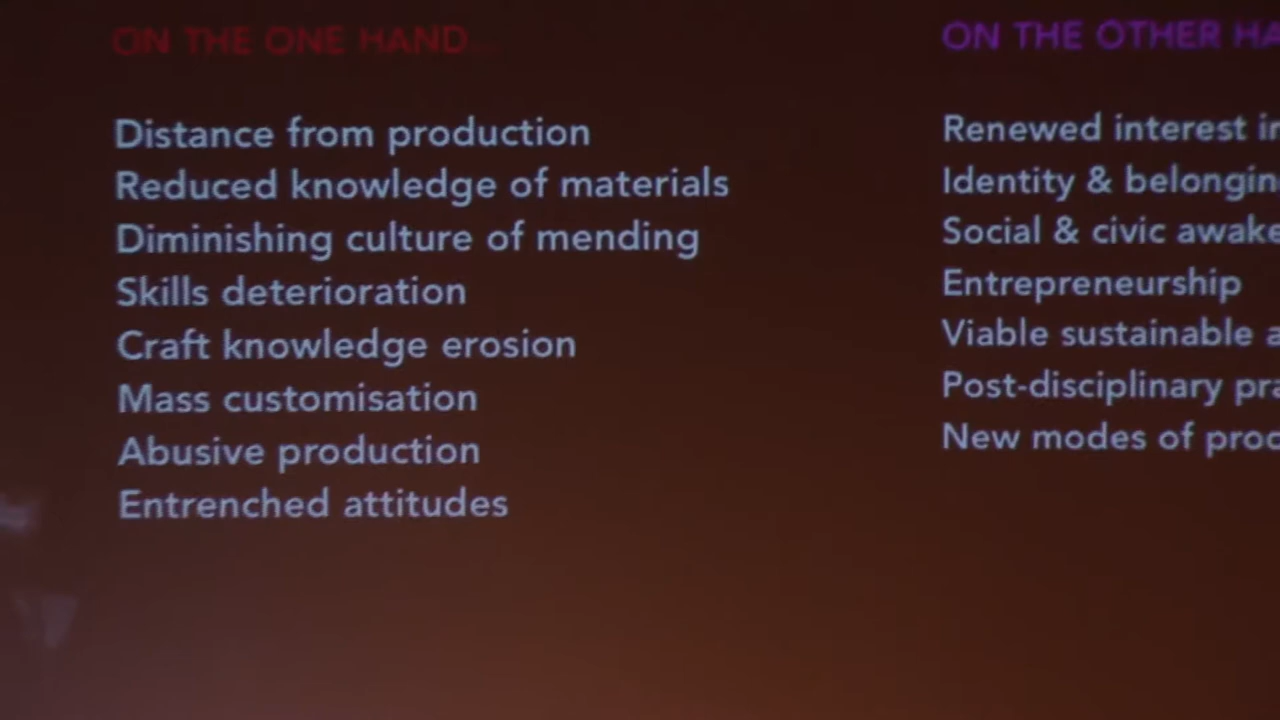 ON THE ONE HAND...
Distance from production
Reduced knowledge of materials
Diminishing culture of mending
Skills deterioration
Craft knowledge erosion
Mass customisation
Abusive production
Entrenched attitudes
ON THE OTHER
Renewed interest
Identity &
Social & civic
Entrepreneurship
Viable sustainable
Post-disciplinary
New modes of